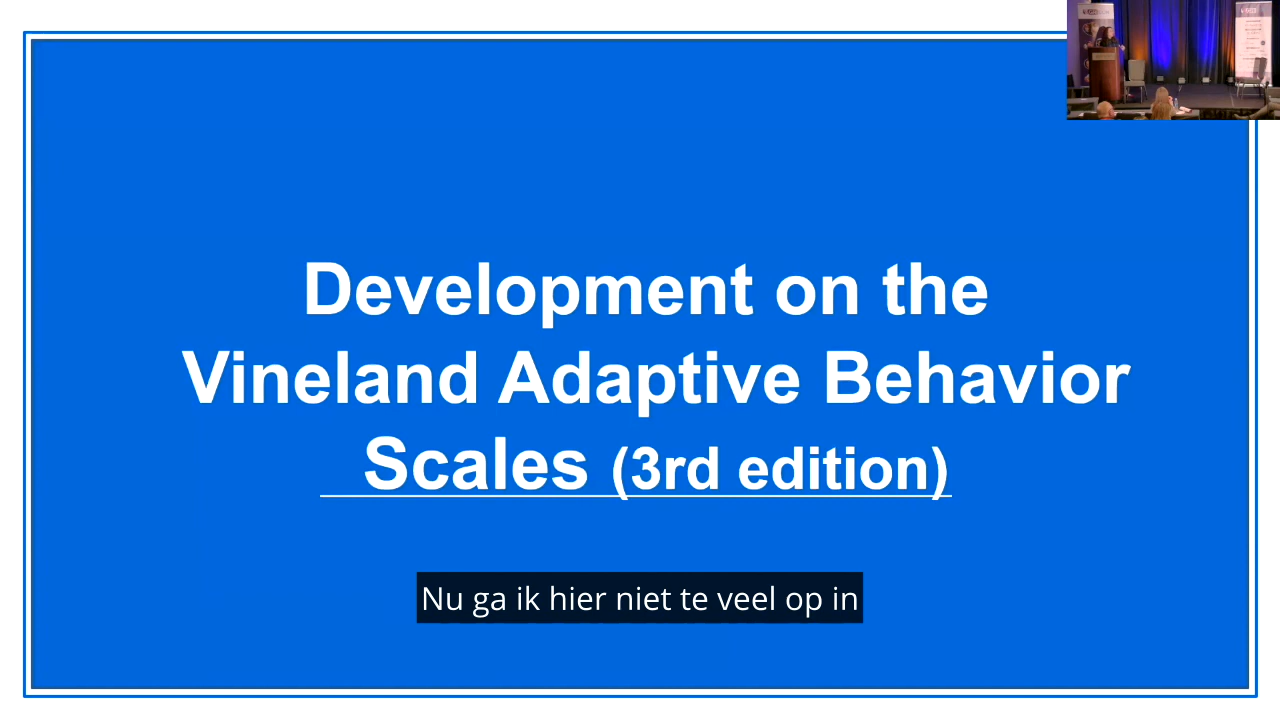 Development on the
Vineland Adaptive Behavior
Scales (3rd edition)
Nu ga ik hier niet te veel op in